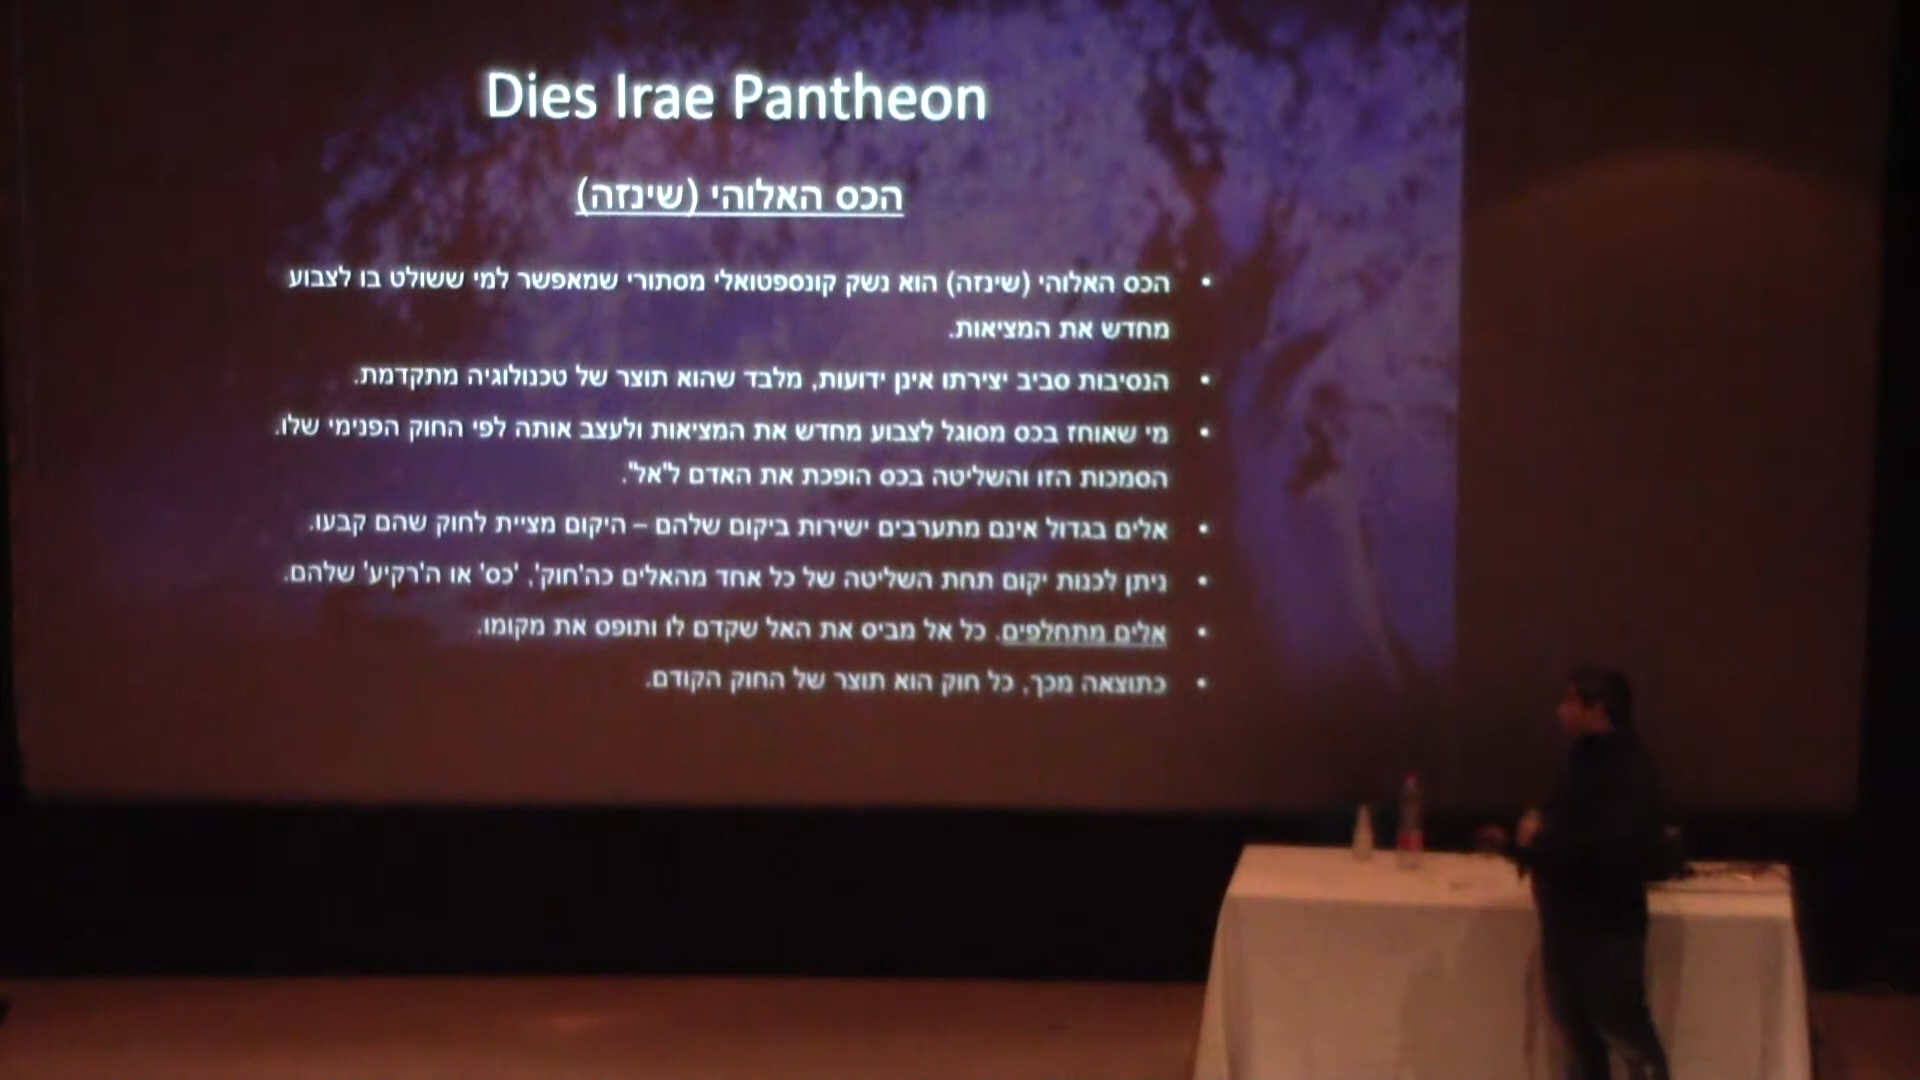 Dies Irae Pantheon
הכס האלוהי (שינזה)
• הכס האלוהי (שינזה) הוא נשק קונספטואלי מסתורי שמאפשר למי ששולט בו לצבוע
מחדש את המציאות.
• הנסיבות סביב יצירתו אינן ידועות, מלבד שהוא תוצר של טכנולוגיה מתקדמת.
• מי שאוחז בכס מסוגל לצבוע מחדש את המציאות ולעצב אותה לפי החוק הפנימי שלו.
הסמכות הזו והשליטה בכס הופכת את האדם ל"אל".
• אלים בגדול אינם מתערבים ישירות ביקום שלהם – היקום מציית לחוק שהם קבעו.
• ניתן לכנות יקום תחת השליטה של כל אחד מהאלים כה'חוק', 'כס' או ה'רקיע' שלהם.
• אלים מתחלפים. כל אל מביס את האל שקדם לו ותופס את מקומו.
• כתוצאה מכך, כל חוק הוא תוצר של החוק הקודם.